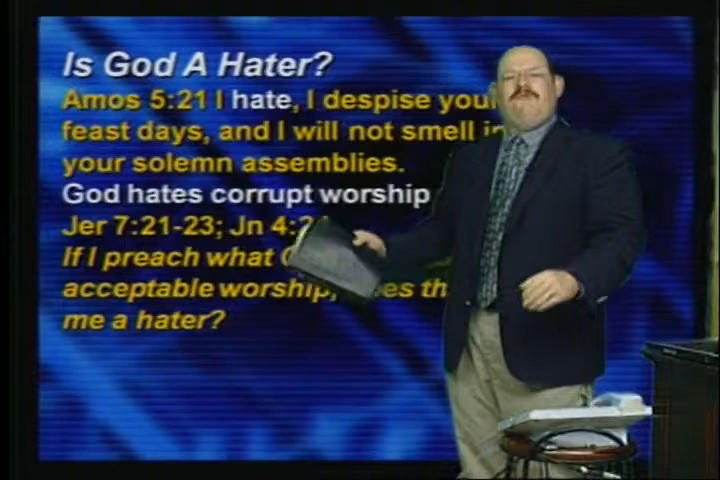 Is God A Hater?
Amos 5:21 I hate, I despise your
feast days, and I will not smell in
your solemn assemblies.
God hates corrupt worship
Jer 7:21-23; Jn 4:2
If I preach what
acceptable worship,
me a hater?